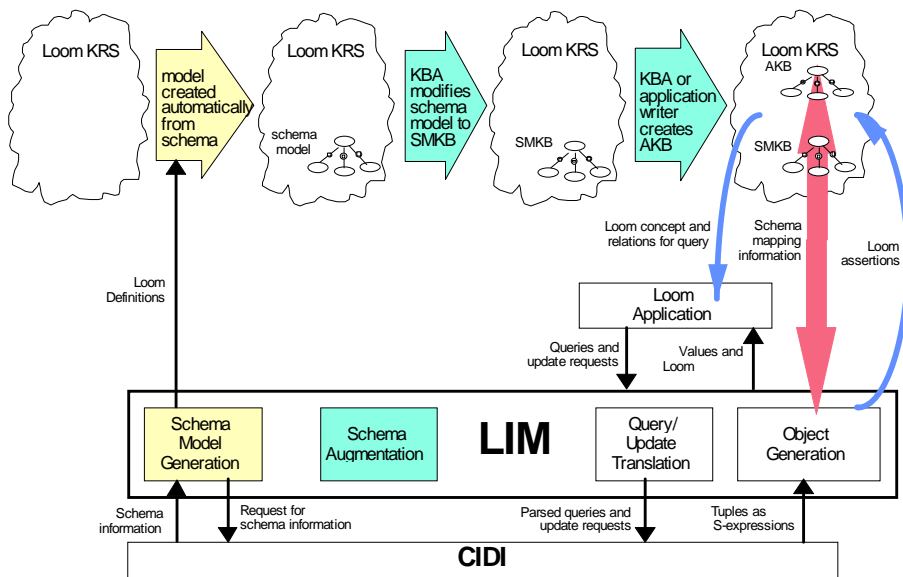 Loom KRS
model
created
automatically
from
schema
Loom KRS
schema model
KBA
modifies
schema
model to
SMKB
Loom KRS
SMKB
KBA or
application
writer
creates
AKB
Loom KRS
AKB
SMKB
Loom
Definitions
Loom concept and
relations for query
Schema
mapping
information
Loom
assertions
Loom
Application
Queries and
update requests
Values and
Loom
Schema
Model
Generation
Schema
Augmentation
LIM
Query/
Update
Translation
Object
Generation
Schema
information
Request for
schema information
Parsed queries and
update requests
Tuples as
S-expressions
CIDI